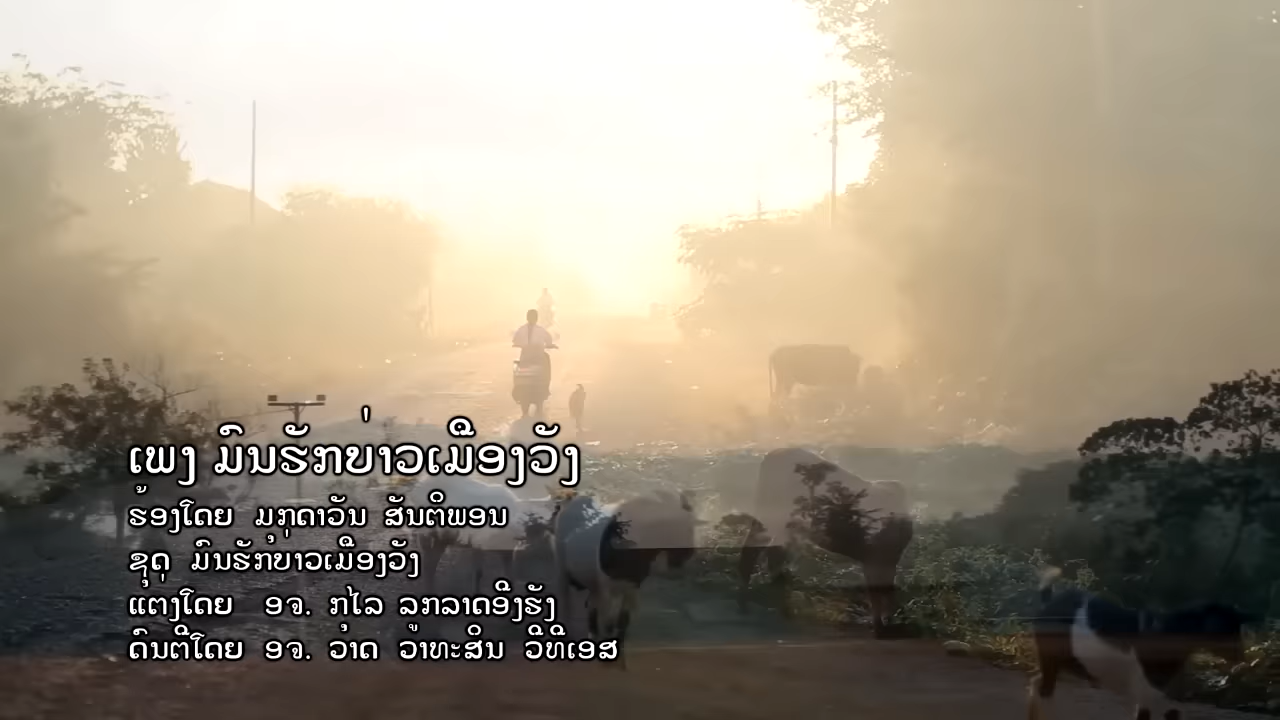 ເພງ ມົນຮັກບ່າວເມືອງວັງ
ຮ້ອງໂດຍ ມຸກດາວັນ ສັນຕິພອນ
ຊຸດ ມົນຮັກບ່າວເມືອງວັງ
ແຕ່ງໂດຍ ອຈ. ກຸໄລ ລູກລາດອີງຮັງ
ດົນຕີໂດຍ ອຈ. ວາດ ວາທະສິນ ວີທີເອສ